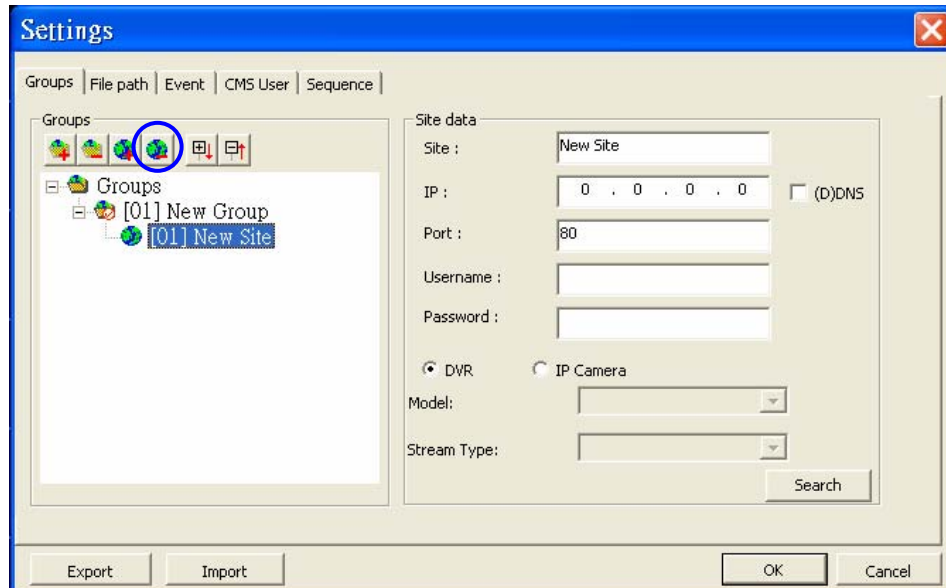 Settings
Groups File path Event CMS User Sequence
Groups
Groups
[01] New Group
[01] New Site
Site data
Site : New Site
IP : 0 . 0 . 0 . 0 (D)DNS
Port : 80
Username :
Password :
DVR IP Camera
Model:
Stream Type:
Search
Export Import OK Cancel